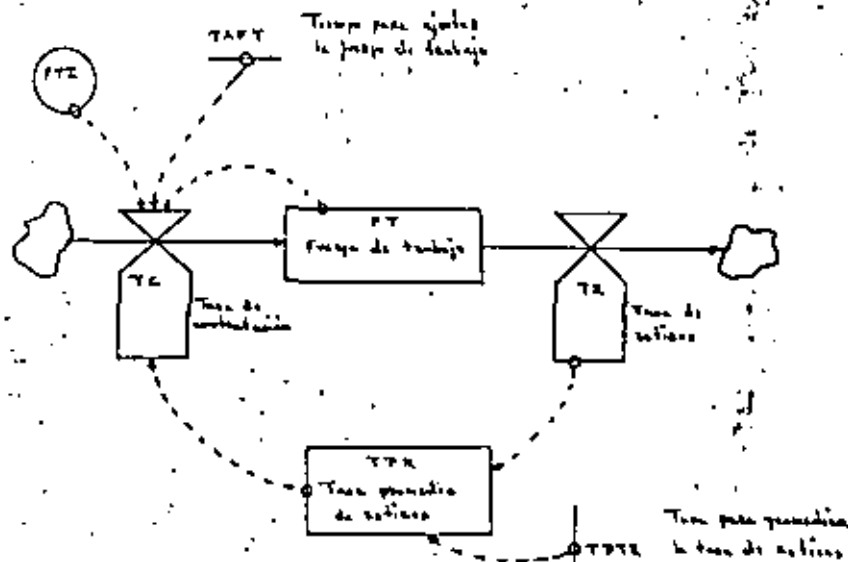 TAFT
Tiempo para ajustar
la fuerza de trabajo
FTI
FT
Fuerza de trabajo
TC
Tasa de
contratación
TR
Tasa de
retiros
TPR
Tasa promedio
de retiros
TPTR
para promediar
la tasa de retiros